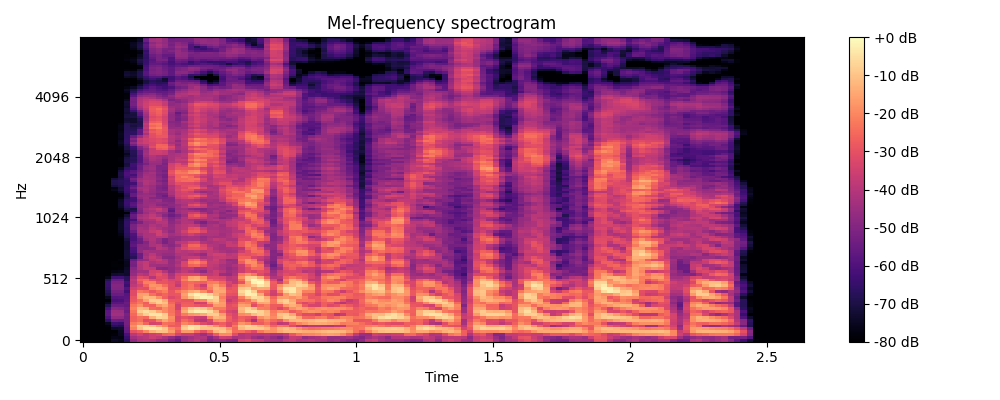 Mel-frequency spectrogram
+0 dB
-10 dB
-20 dB
-30 dB
-40 dB
-50 dB
-60 dB
-70 dB
-80 dB
Hz
4096
2048
1024
512
0
0 0.5 1 1.5 2 2.5
Time